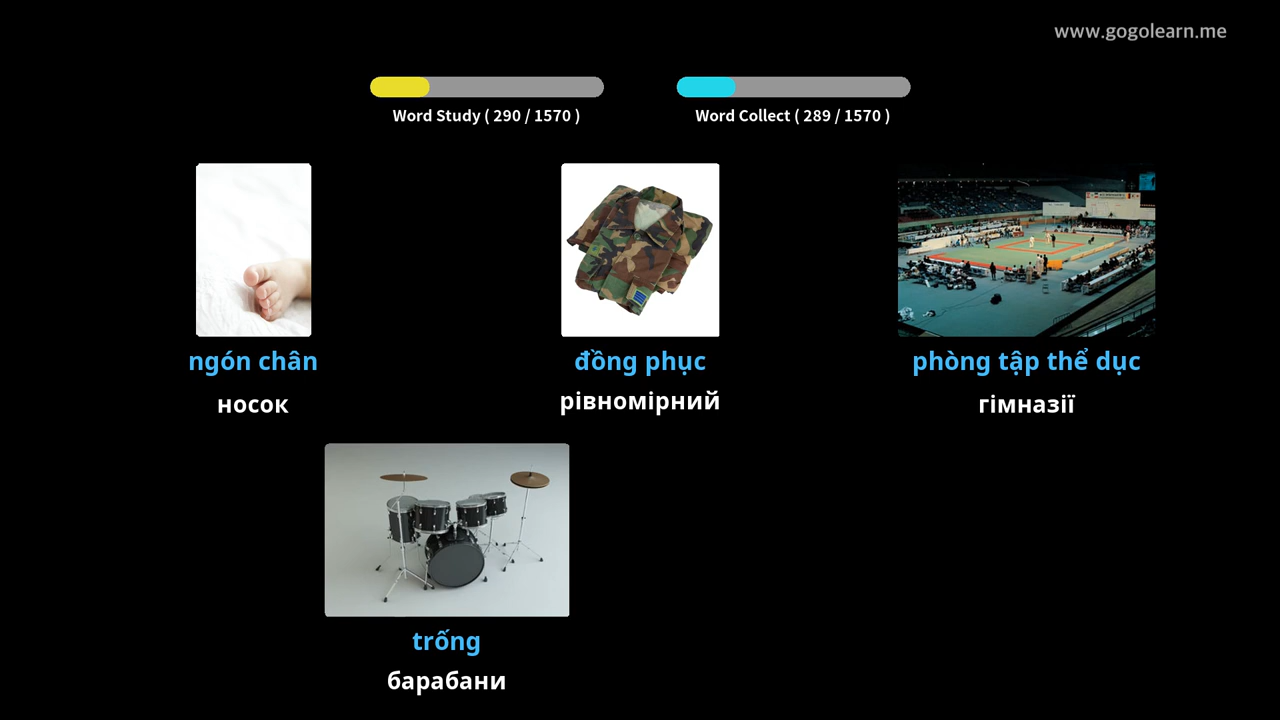 www.gogolearn.me
Word Study ( 290 / 1570 )
Word Collect ( 289 / 1570 )
ngón chân
носок
đồng phục
рівномірний
phòng tập thể dục
гімназії
trống
барабани